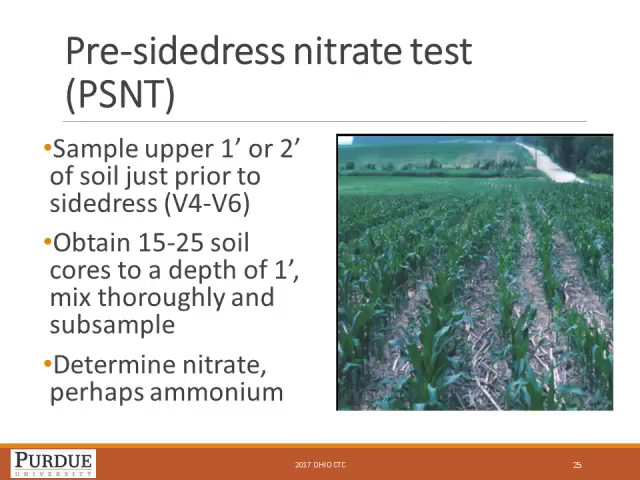 Pre-sidedress nitrate test
(PSNT)
•Sample upper 1’ or 2’
of soil just prior to
sidedress (V4-V6)
•Obtain 15-25 soil
cores to a depth of 1’,
mix thoroughly and
subsample
•Determine nitrate,
perhaps ammonium
PURDUE
UNIVERSITY
2017 OHIO CTC
25